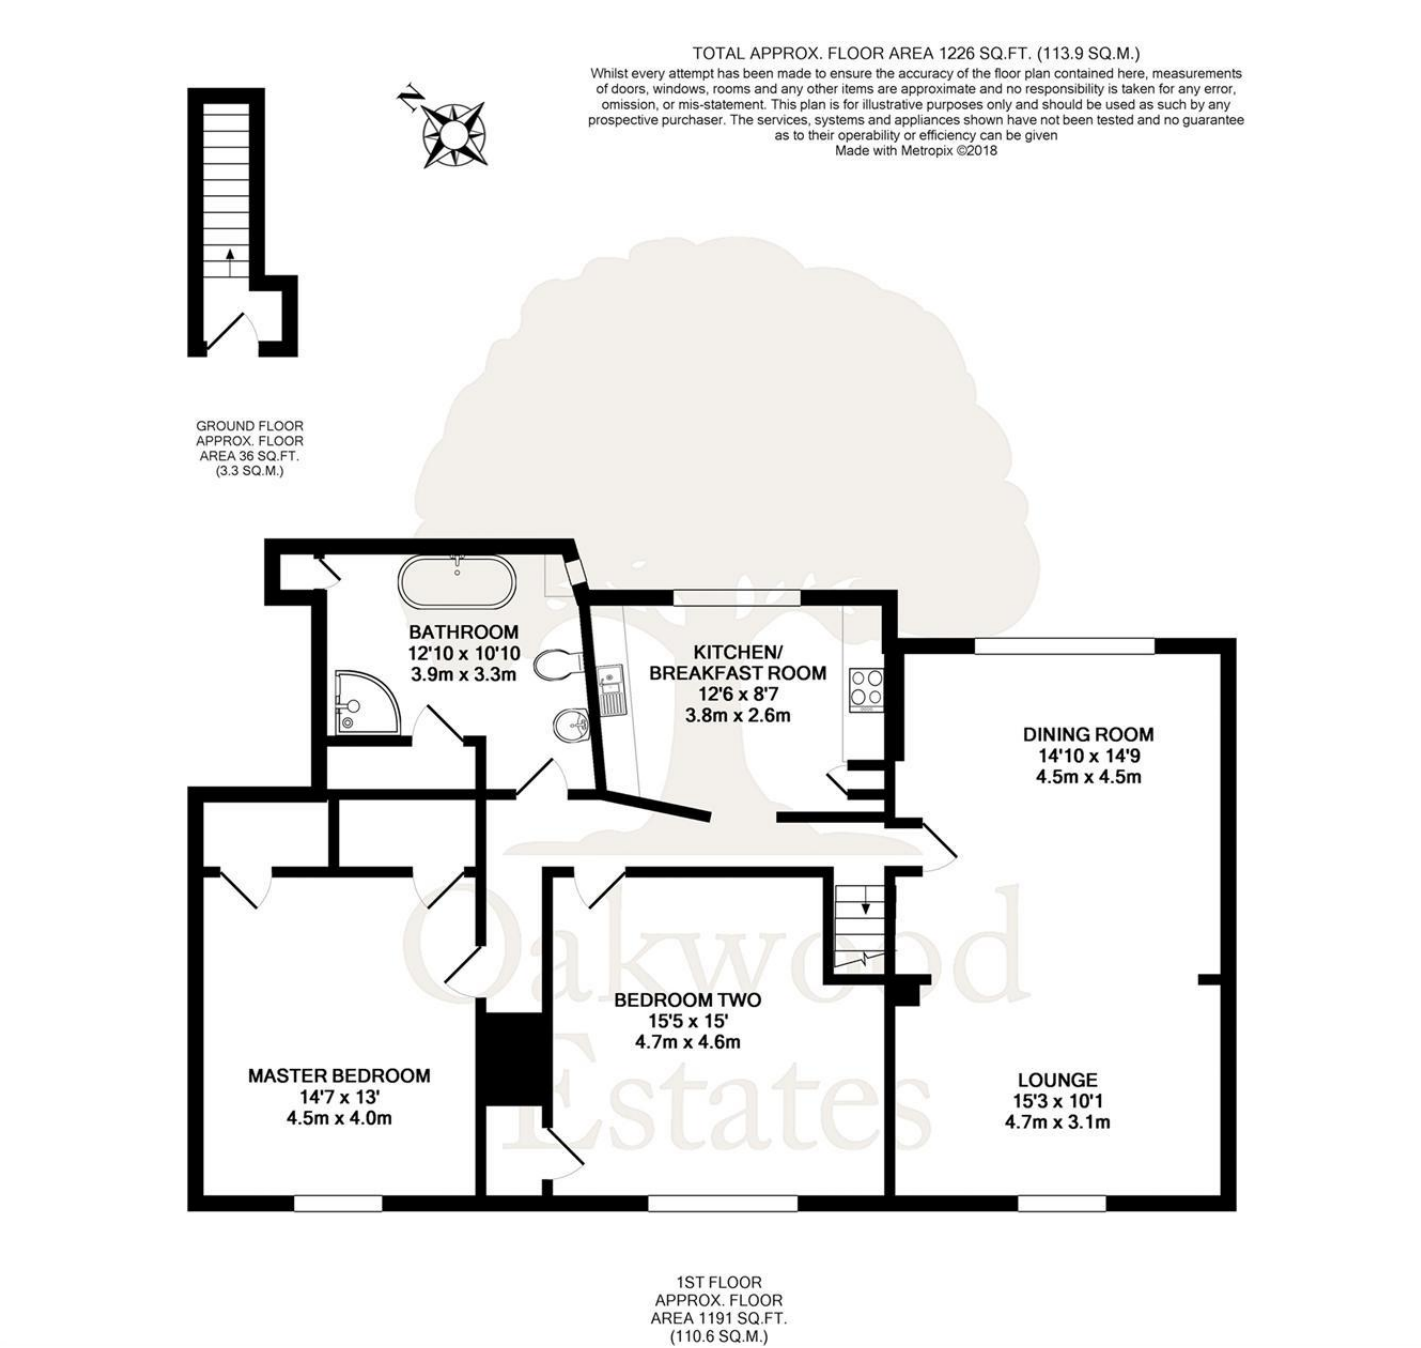 TOTAL APPROX. FLOOR AREA 1226 SQ.FT. (113.9 SQ.M.)
Whilst every attempt has been made to ensure the accuracy of the floor plan contained here, measurements
of doors, windows, rooms and any other items are approximate and no responsibility is taken for any error,
omission, or mis-statement. This plan is for illustrative purposes only and should be used as such by any
prospective purchaser. The services, systems and appliances shown have not been tested and no guarantee
as to their operability or efficiency can be given
Made with Metropix ©2018
N
GROUND FLOOR
APPROX. FLOOR
AREA 36 SQ.FT.
(3.3 SQ.M.)
BATHROOM
12'10 x 10'10
3.9m x 3.3m
KITCHEN/
BREAKFAST ROOM
12'6 x 8'7
3.8m x 2.6m
DINING ROOM
14'10 x 14'9
4.5m x 4.5m
Oakwood
Estates
BEDROOM TWO
15'5 x 15'
4.7m x 4.6m
MASTER BEDROOM
14'7 x 13'
4.5m x 4.0m
LOUNGE
15'3 x 10'1
4.7m x 3.1m
1ST FLOOR
APPROX. FLOOR
AREA 1191 SQ.FT.
(110.6 SQ.M.)